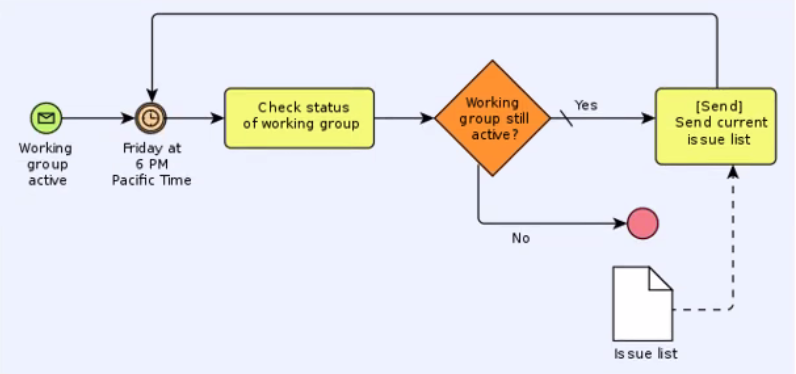 Working
group
active
Friday at
6 PM
Pacific Time
Check status
of working group
Working
group still
active?
Yes
[Send]
Send current
issue list
No
Issue list